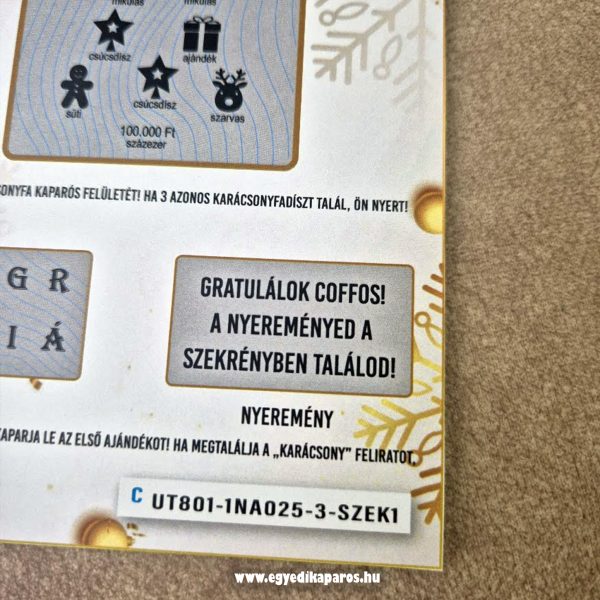 mikulás mikulás
csúcsdísz ajándék
süti csúcsdísz szarvas
100.000 Ft
százezer
KAPARÓS FELÜLETÉT! HA 3 AZONOS KARÁCSONYFADÍSZT TALÁL, ÖN NYERT!
G R
I Á
GRATULÁLOK COFFOS!
A NYEREMÉNYED A
SZEKRÉNYBEN TALÁLOD!
NYEREMÉNY
KAPARJA LE AZ ELSŐ AJÁNDÉKOT! HA MEGTALÁLJA A „KARÁCSONY" FELIRATOT,
C UT801-1NA025-3-SZEK1
www.egyedikaparos.hu